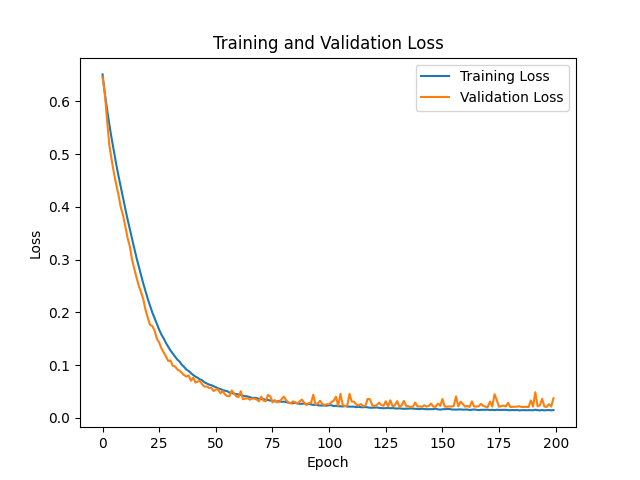 Training and Validation Loss
Training Loss
Validation Loss
0.6
0.5
0.4
0.3
0.2
0.1
0.0
Loss
0 25 50 75 100 125 150 175 200
Epoch